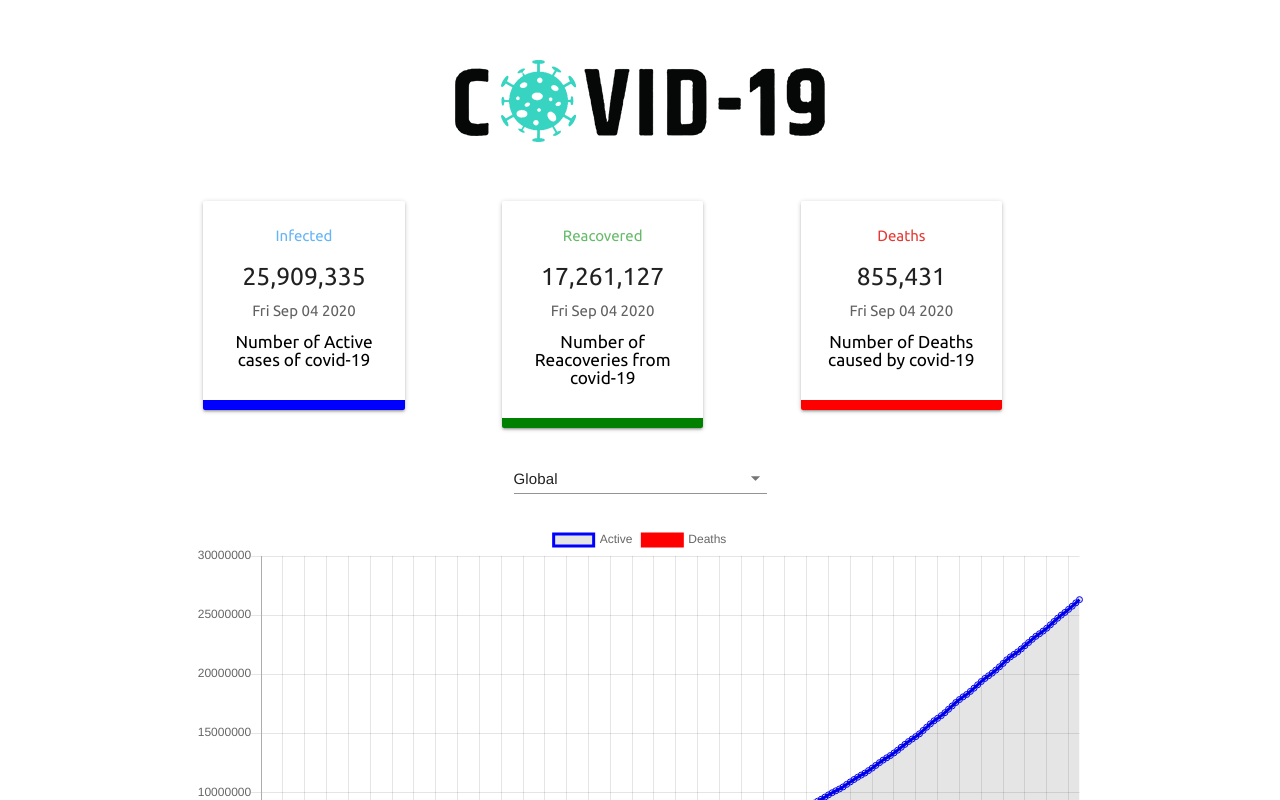 COVID-19
Infected
25,909,335
Fri Sep 04 2020
Number of Active
cases of covid-19
Reacovered
17,261,127
Fri Sep 04 2020
Number of
Reacoveries from
covid-19
Deaths
855,431
Fri Sep 04 2020
Number of Deaths
caused by covid-19
Global
Active Deaths
30000000
25000000
20000000
15000000
10000000